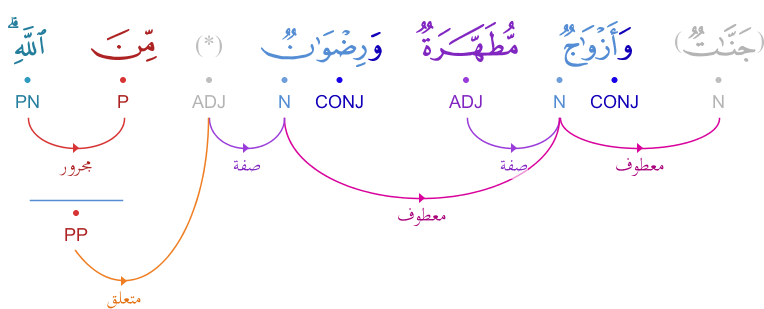 (جَنَّـٰتٌ) وَأَزْوَٰجٌ مُّطَهَّرَةٌ وَرِضْوَٰنٌ (*) مِّنَ ٱللَّهِ ۗ
N CONJ N ADJ CONJ N ADJ P PN
معطوف صفة صفة مجرور
معطوف
PP
متعلق